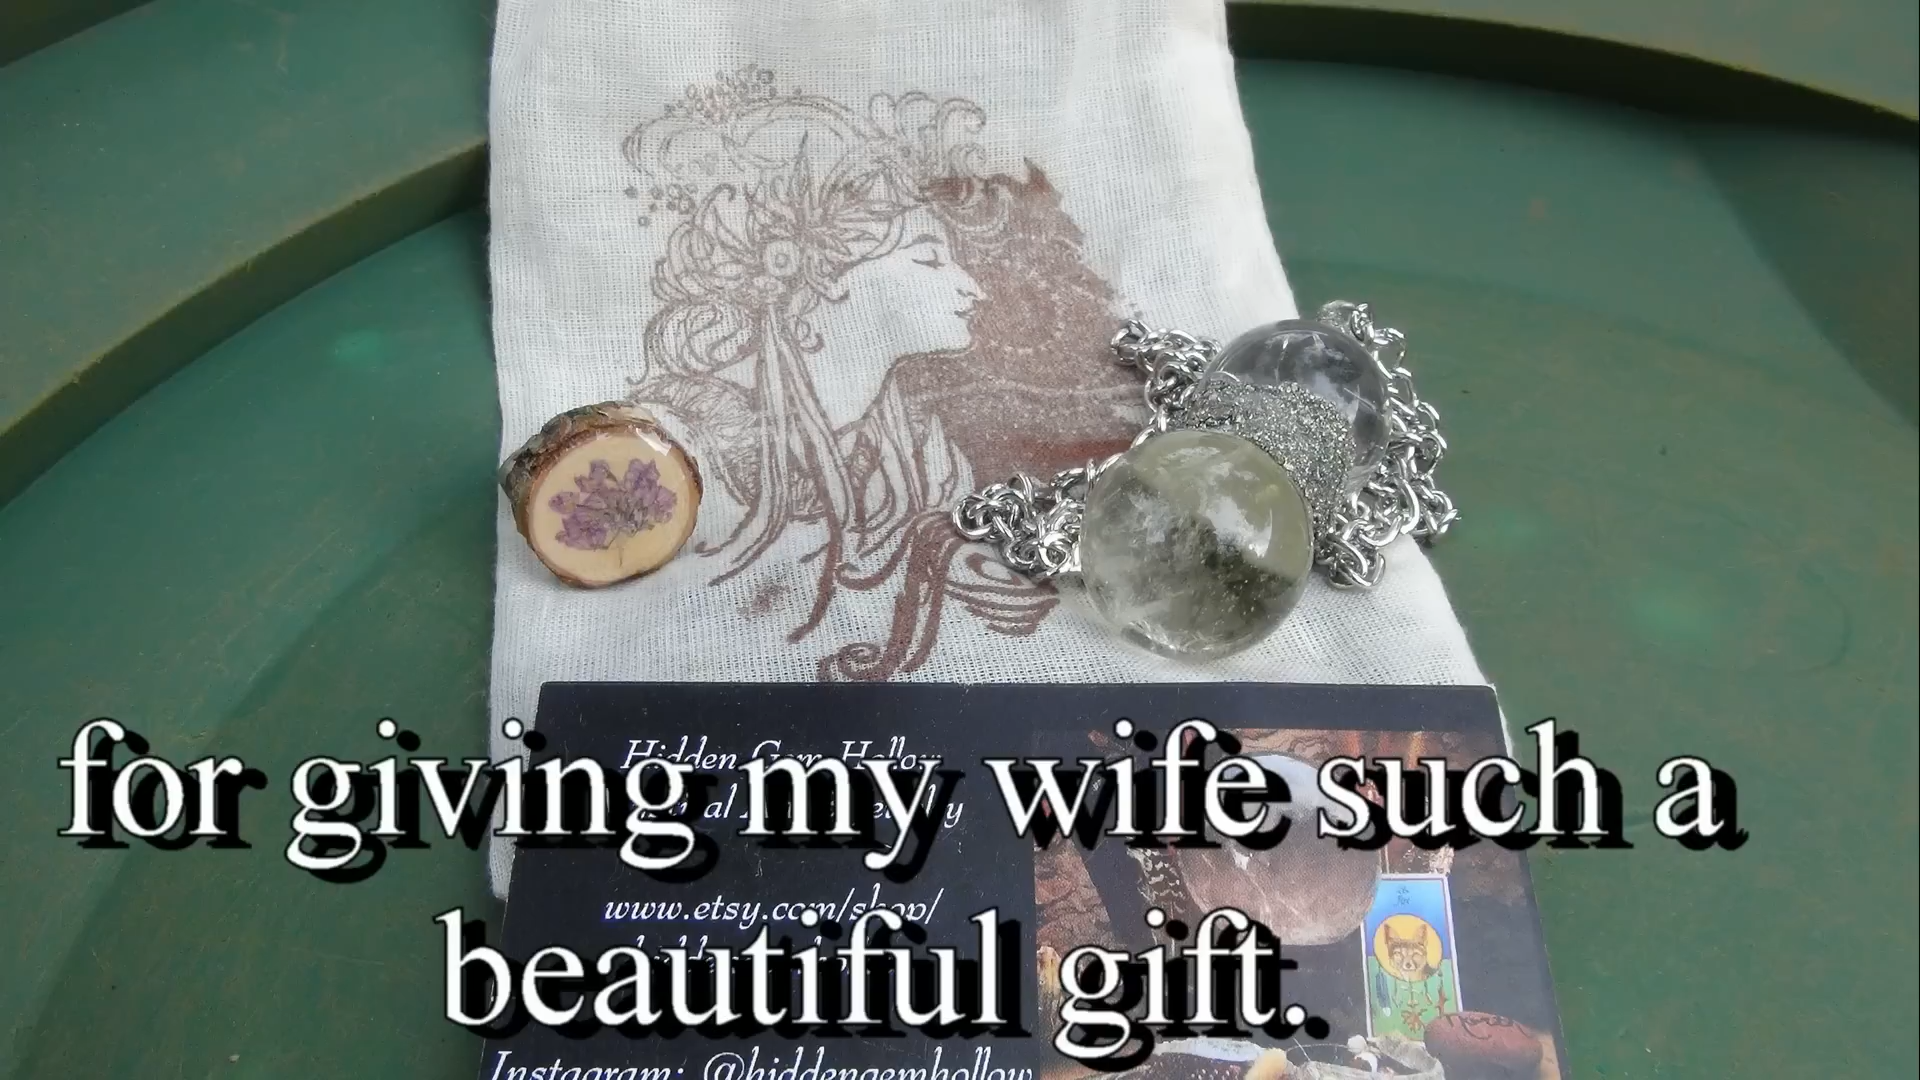 Hidden Gem Hollow
for giving my wife such a
www.etsy.com/shop/
beautiful gift.
Instagram: @hiddengemhollow